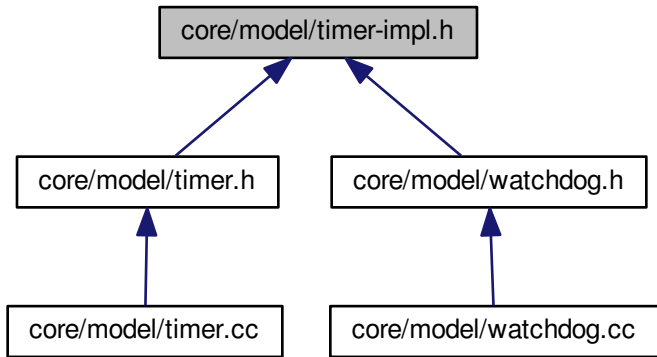 core/model/timer-impl.h
core/model/timer.h
core/model/watchdog.h
core/model/timer.cc
core/model/watchdog.cc